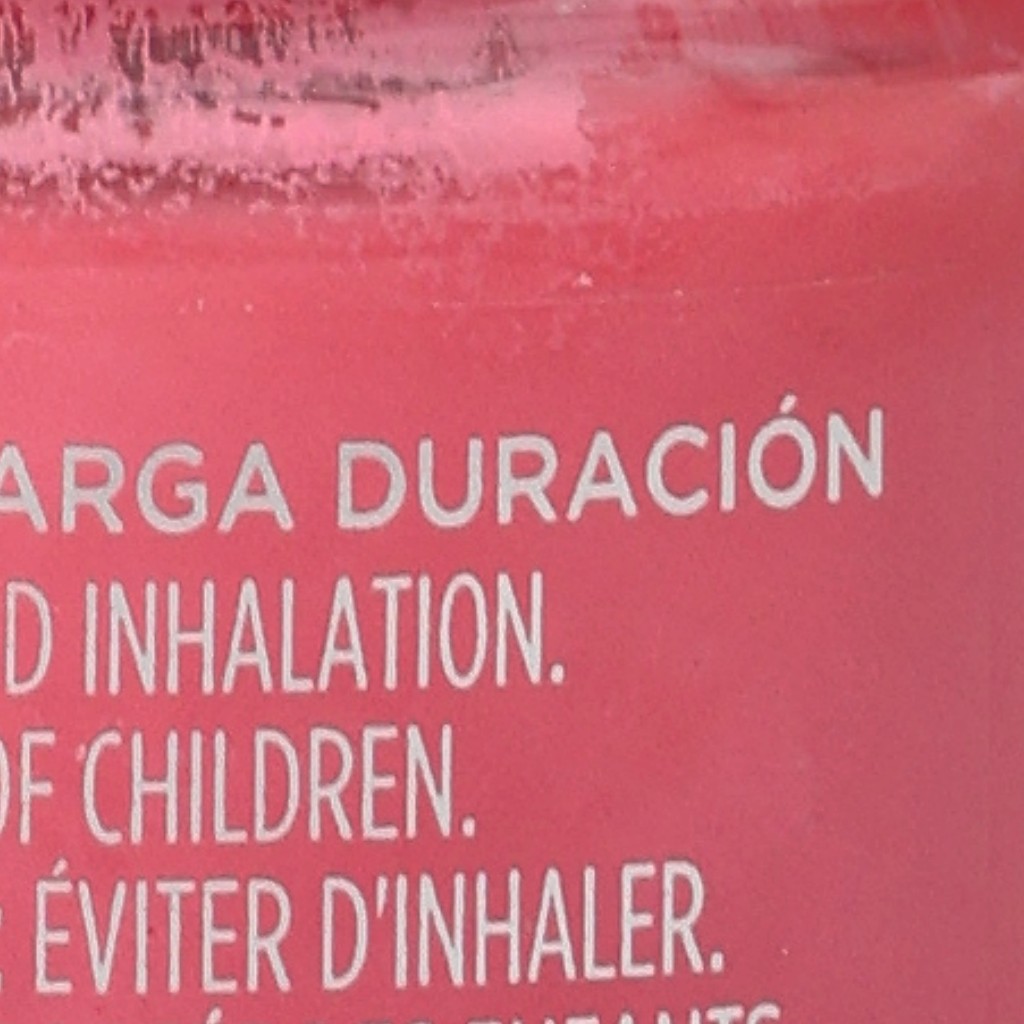 ARGA DURACIÓN
D INHALATION.
OF CHILDREN.
ÉVITER D'INHALER.